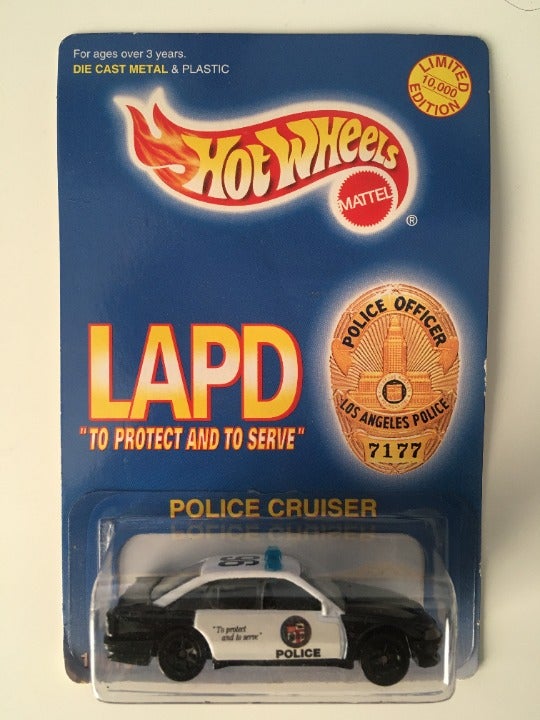 For ages over 3 years.
DIE CAST METAL & PLASTIC
LIMITED
10,000
EDITION
Hot Wheels
MATTEL
®
LAPD
"TO PROTECT AND TO SERVE"
POLICE OFFICER
LOS ANGELES POLICE
7177
POLICE CRUISER
"To protect
and to serve"
POLICE